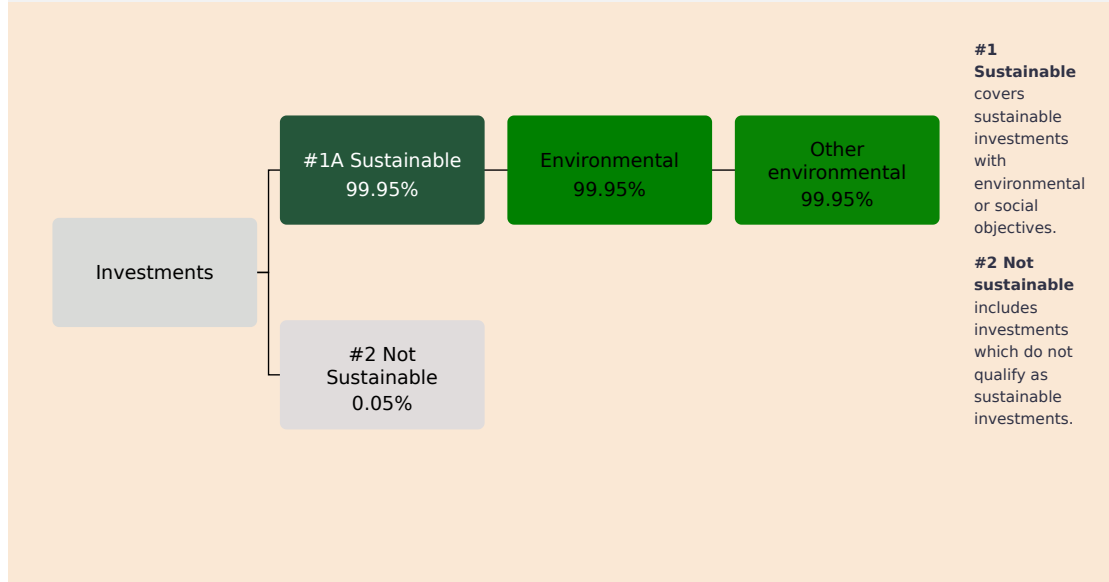 Investments
#1A Sustainable
99.95%
Environmental
99.95%
Other
environmental
99.95%
#2 Not
Sustainable
0.05%
#1
Sustainable
covers
sustainable
investments
with
environmental
or social
objectives.
#2 Not
sustainable
includes
investments
which do not
qualify as
sustainable
investments.